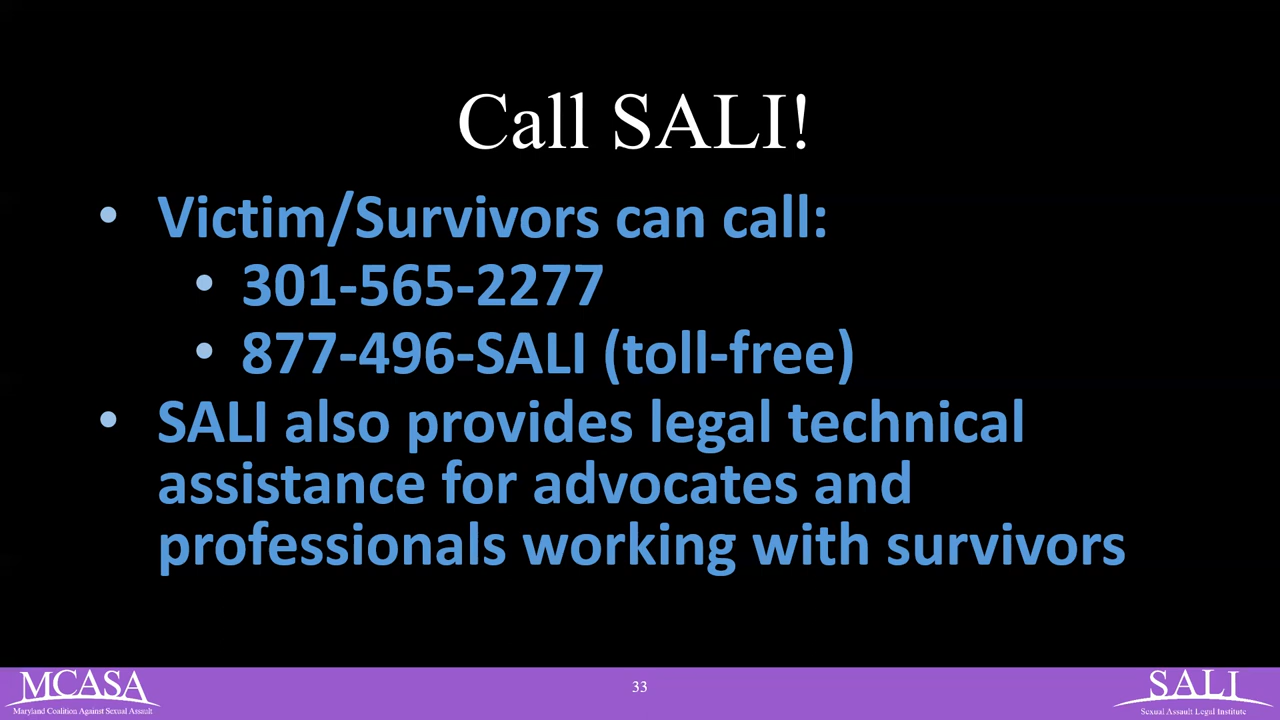 Call SALI!
• Victim/Survivors can call:
• 301-565-2277
• 877-496-SALI (toll-free)
• SALI also provides legal technical
assistance for advocates and
professionals working with survivors
MCASA
Maryland Coalition Against Sexual Assault
33
SALI
Sexual Assault Legal Institute